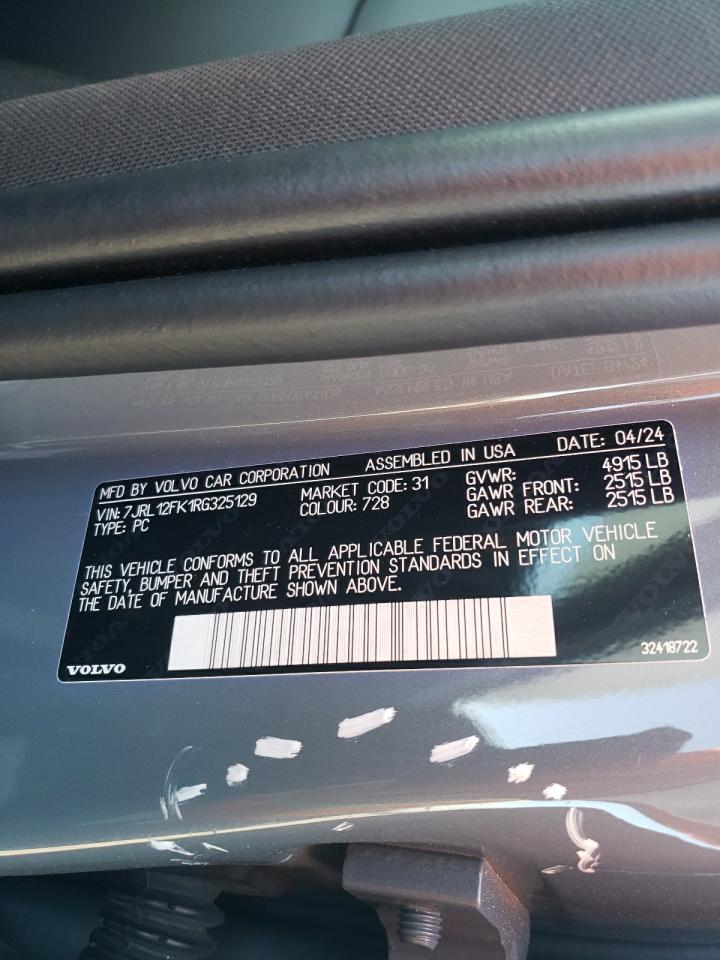 MFD BY VOLVO CAR CORPORATION ASSEMBLED IN USA DATE: 04/24
VIN: 7JRL12FK1RG325129 MARKET CODE: 31 GVWR: 4915 LB
TYPE: PC COLOUR: 728 GAWR FRONT: 2515 LB
GAWR REAR: 2515 LB
THIS VEHICLE CONFORMS TO ALL APPLICABLE FEDERAL MOTOR VEHICLE
SAFETY, BUMPER AND THEFT PREVENTION STANDARDS IN EFFECT ON
THE DATE OF MANUFACTURE SHOWN ABOVE.
VOLVO 32418722